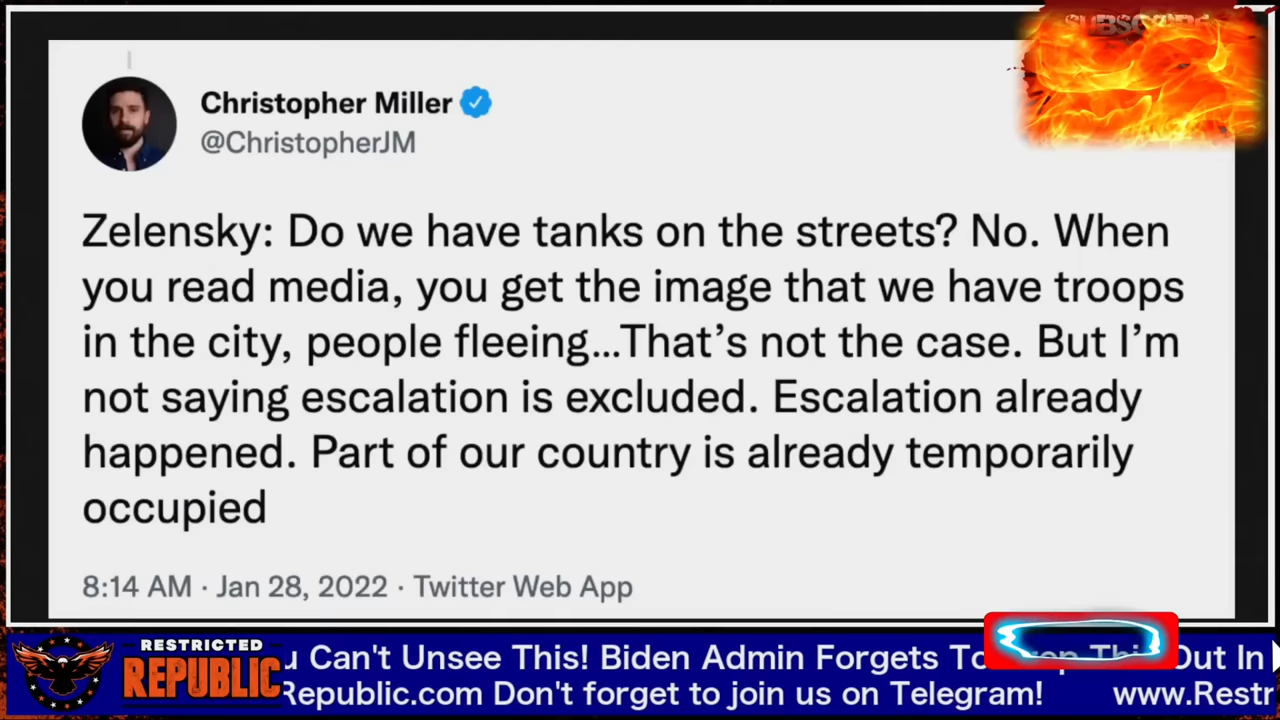 SUBSCRIBE
Christopher Miller
@ChristopherJM
Zelensky: Do we have tanks on the streets? No. When
you read media, you get the image that we have troops
in the city, people fleeing...That's not the case. But I'm
not saying escalation is excluded. Escalation already
happened. Part of our country is already temporarily
occupied
8:14 AM · Jan 28, 2022 · Twitter Web App
RESTRICTED
REPUBLIC
u Can't Unsee This! Biden Admin Forgets To Out In
Republic.com Don't forget to join us on Telegram! www.Restr